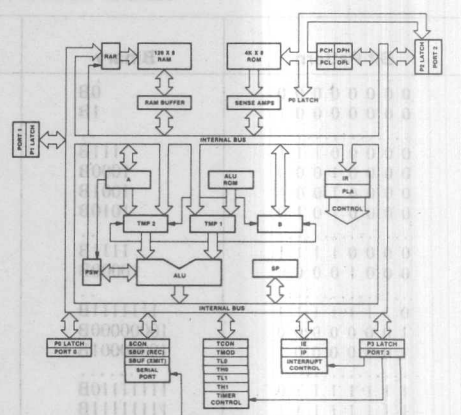 RAR
128 X 8
RAM
4K X 8
ROM
PCH DPH
PCL DPL
P2 LATCH
PORT 2
P0 LATCH
RAM BUFFER
SENSE AMPS
INTERNAL BUS
PORT 1
P1 LATCH
A
ALU
ROM
IR
PLA
CONTROL
TMP 2
TMP 1
B
PSW
ALU
SP
INTERNAL BUS
P0 LATCH
PORT 0
SCON
SBUF (REC)
SBUF (XMIT)
SERIAL
PORT
TCON
TMOD
TL0
TH0
TL1
TH1
TIMER
CONTROL
IE
IP
INTERRUPT
CONTROL
P3 LATCH
PORT 3